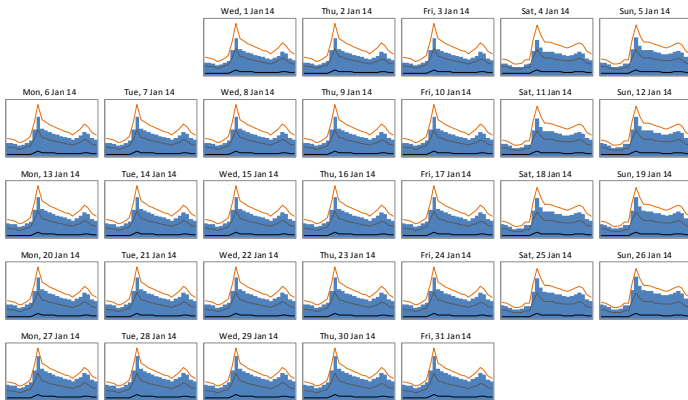 Wed, 1 Jan 14 Thu, 2 Jan 14 Fri, 3 Jan 14 Sat, 4 Jan 14 Sun, 5 Jan 14
Mon, 6 Jan 14 Tue, 7 Jan 14 Wed, 8 Jan 14 Thu, 9 Jan 14 Fri, 10 Jan 14 Sat, 11 Jan 14 Sun, 12 Jan 14
Mon, 13 Jan 14 Tue, 14 Jan 14 Wed, 15 Jan 14 Thu, 16 Jan 14 Fri, 17 Jan 14 Sat, 18 Jan 14 Sun, 19 Jan 14
Mon, 20 Jan 14 Tue, 21 Jan 14 Wed, 22 Jan 14 Thu, 23 Jan 14 Fri, 24 Jan 14 Sat, 25 Jan 14 Sun, 26 Jan 14
Mon, 27 Jan 14 Tue, 28 Jan 14 Wed, 29 Jan 14 Thu, 30 Jan 14 Fri, 31 Jan 14